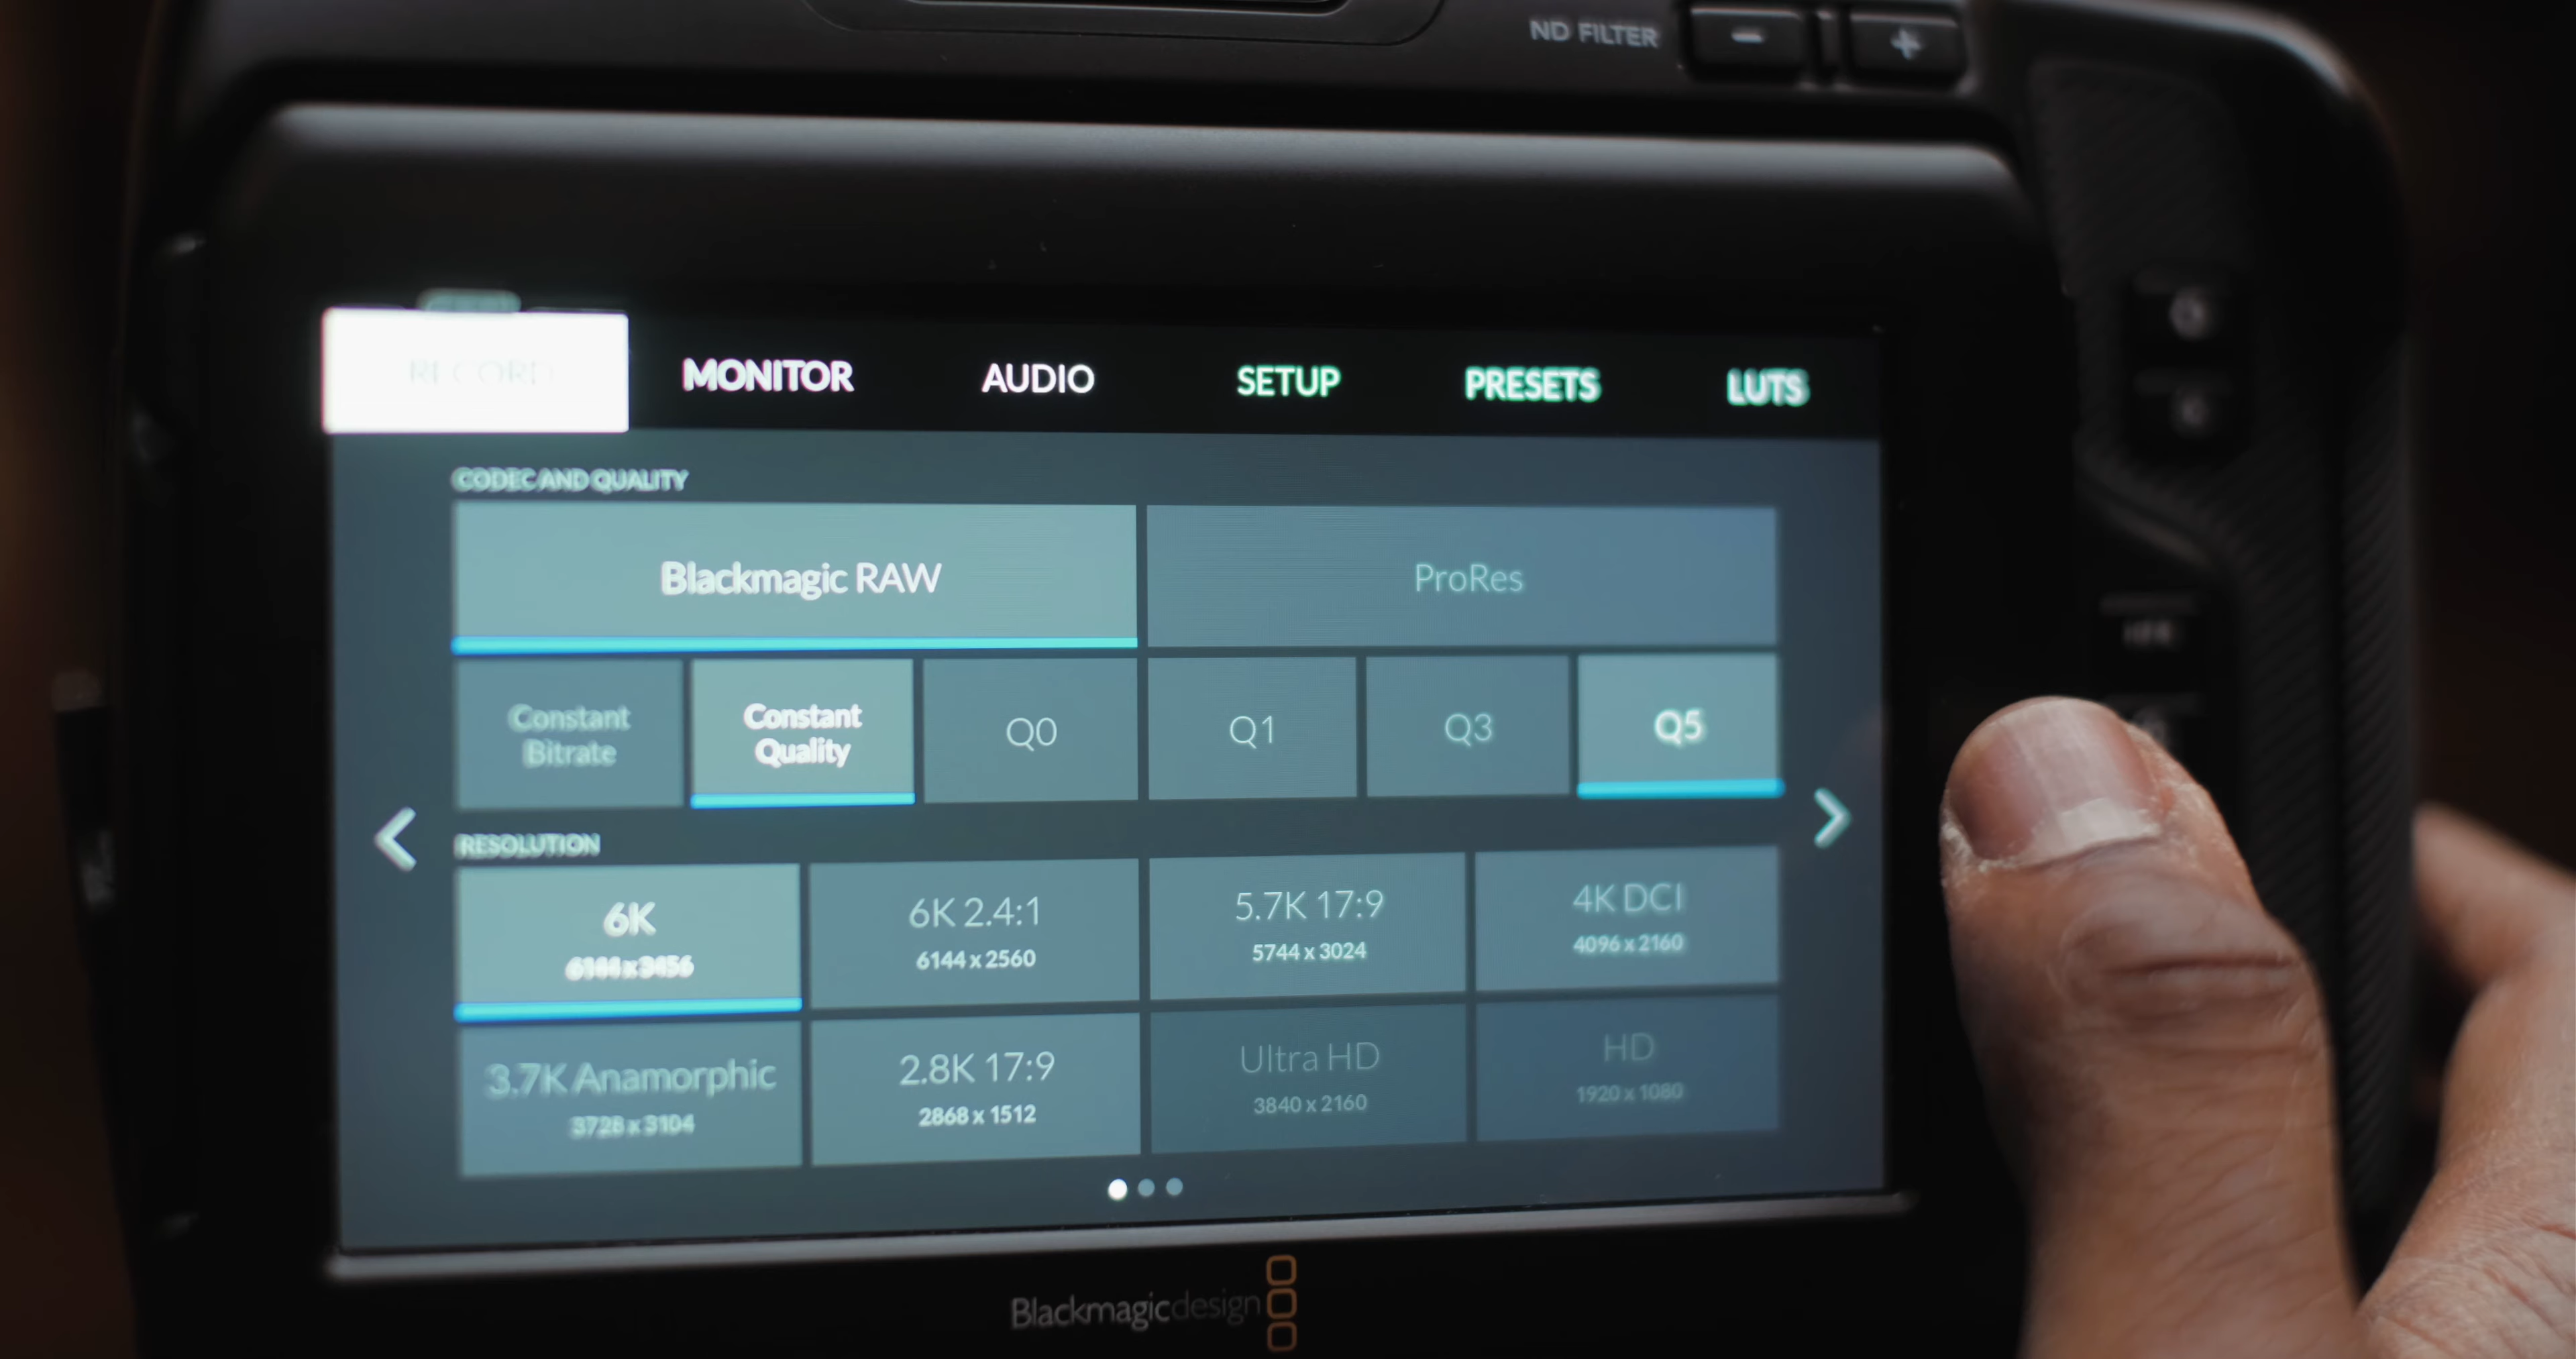 ND FILTER - +
RECORD MONITOR AUDIO SETUP PRESETS LUTS
CODEC AND QUALITY
Blackmagic RAW ProRes
Constant Bitrate Constant Quality Q0 Q1 Q3 Q5
RESOLUTION
6K 6K 2.4:1 5.7K 17:9 4K DCI
6144 x 3456 6144 x 2560 5744 x 3024 4096 x 2160
3.7K Anamorphic 2.8K 17:9 Ultra HD HD
3728 x 3104 2868 x 1512 3840 x 2160 1920 x 1080
Blackmagicdesign